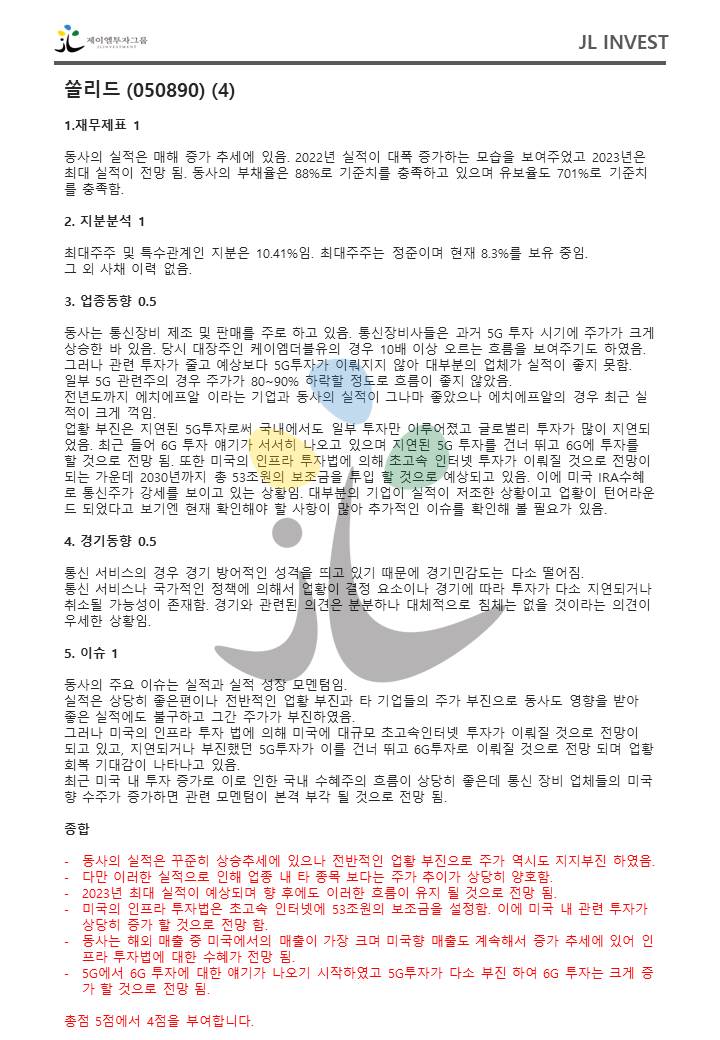 제이엘투자그룹
JLINVESTMENT
JL INVEST
쏠리드 (050890) (4)
1.재무제표 1
동사의 실적은 매해 증가 추세에 있음. 2022년 실적이 대폭 증가하는 모습을 보여주었고 2023년은
최대 실적이 전망 됨. 동사의 부채율은 88%로 기준치를 충족하고 있으며 유보율도 701%로 기준치
를 충족함.
2. 지분분석 1
최대주주 및 특수관계인 지분은 10.41%임. 최대주주는 정준이며 현재 8.3%를 보유 중임.
그 외 사채 이력 없음.
3. 업종동향 0.5
동사는 통신장비 제조 및 판매를 주로 하고 있음. 통신장비사들은 과거 5G 투자 시기에 주가가 크게
상승한 바 있음. 당시 대장주인 케이엠더블유의 경우 10배 이상 오르는 흐름을 보여주기도 하였음.
그러나 관련 투자가 줄고 예상보다 5G투자가 이뤄지지 않아 대부분의 업체가 실적이 좋지 못함.
일부 5G 관련주의 경우 주가가 80~90% 하락할 정도로 흐름이 좋지 않았음.
전년도까지 에치에프알 이라는 기업과 동사의 실적이 그나마 좋았으나 에치에프알의 경우 최근 실
적이 크게 꺽임.
업황 부진은 지연된 5G투자로써 국내에서도 일부 투자만 이루어졌고 글로벌리 투자가 많이 지연되
었음. 최근 들어 6G 투자 얘기가 서서히 나오고 있으며 지연된 5G 투자를 건너 뛰고 6G에 투자를
할 것으로 전망 됨. 또한 미국의 인프라 투자법에 의해 초고속 인터넷 투자가 이뤄질 것으로 전망이
되는 가운데 2030년까지 총 53조원의 보조금을 투입 할 것으로 예상되고 있음. 이에 미국 IRA수혜
로 통신주가 강세를 보이고 있는 상황임. 대부분의 기업이 실적이 저조한 상황이고 업황이 턴어라운
드 되었다고 보기엔 현재 확인해야 할 사항이 많아 추가적인 이슈를 확인해 볼 필요가 있음.
4. 경기동향 0.5
통신 서비스의 경우 경기 방어적인 성격을 띄고 있기 때문에 경기민감도는 다소 떨어짐.
통신 서비스나 국가적인 정책에 의해서 업황이 결정 요소이나 경기에 따라 투자가 다소 지연되거나
취소될 가능성이 존재함. 경기와 관련된 의견은 분분하나 대체적으로 침체는 없을 것이라는 의견이
우세한 상황임.
5. 이슈 1
동사의 주요 이슈는 실적과 실적 성장 모멘텀임.
실적은 상당히 좋은편이나 전반적인 업황 부진과 타 기업들의 주가 부진으로 동사도 영향을 받아
좋은 실적에도 불구하고 그간 주가가 부진하였음.
그러나 미국의 인프라 투자 법에 의해 미국에 대규모 초고속인터넷 투자가 이뤄질 것으로 전망이
되고 있고, 지연되거나 부진했던 5G투자가 이를 건너 뛰고 6G투자로 이뤄질 것으로 전망 되며 업황
회복 기대감이 나타나고 있음.
최근 미국 내 투자 증가로 이로 인한 국내 수혜주의 흐름이 상당히 좋은데 통신 장비 업체들의 미국
향 수주가 증가하면 관련 모멘텀이 본격 부각 될 것으로 전망 됨.
종합
- 동사의 실적은 꾸준히 상승추세에 있으나 전반적인 업황 부진으로 주가 역시도 지지부진 하였음.
- 다만 이러한 실적으로 인해 업종 내 타 종목 보다는 주가 추이가 상당히 양호함.
- 2023년 최대 실적이 예상되며 향 후에도 이러한 흐름이 유지 될 것으로 전망 됨.
- 미국의 인프라 투자법은 초고속 인터넷에 53조원의 보조금을 설정함. 이에 미국 내 관련 투자가
상당히 증가 할 것으로 전망 함.
- 동사는 해외 매출 중 미국에서의 매출이 가장 크며 미국향 매출도 계속해서 증가 추세에 있어 인
프라 투자법에 대한 수혜가 전망 됨.
- 5G에서 6G 투자에 대한 얘기가 나오기 시작하였고 5G투자가 다소 부진 하여 6G 투자는 크게 증
가 할 것으로 전망 됨.
총점 5점에서 4점을 부여합니다.